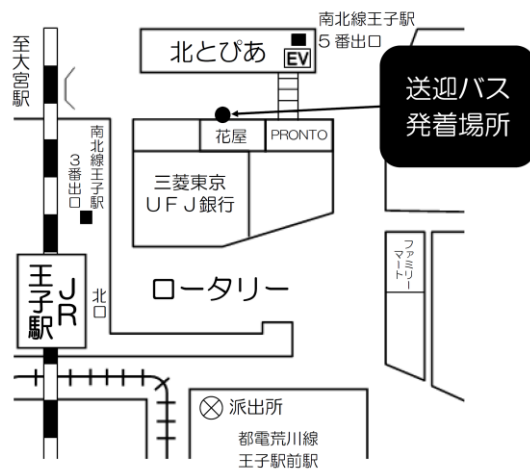 南北線王子駅
5番出口
北とぴあ
EV
至大宮駅
送迎バス
発着場所
花屋
PRONTO
南北線王子駅
3番出口
三菱東京
UFJ銀行
ファミリー
マート
JR
王子駅
北口
ロータリー
派出所
都電荒川線
王子駅前駅